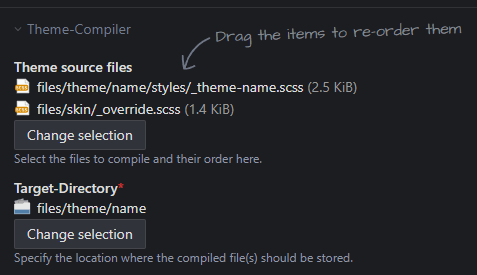 Theme-Compiler
Drag the items to re-order them
Theme source files
files/theme/name/styles/_theme-name.scss (2.5 KiB)
files/skin/_override.scss (1.4 KiB)
Change selection
Select the files to compile and their order here.
Target-Directory*
files/theme/name
Change selection
Specify the location where the compiled file(s) should be stored.